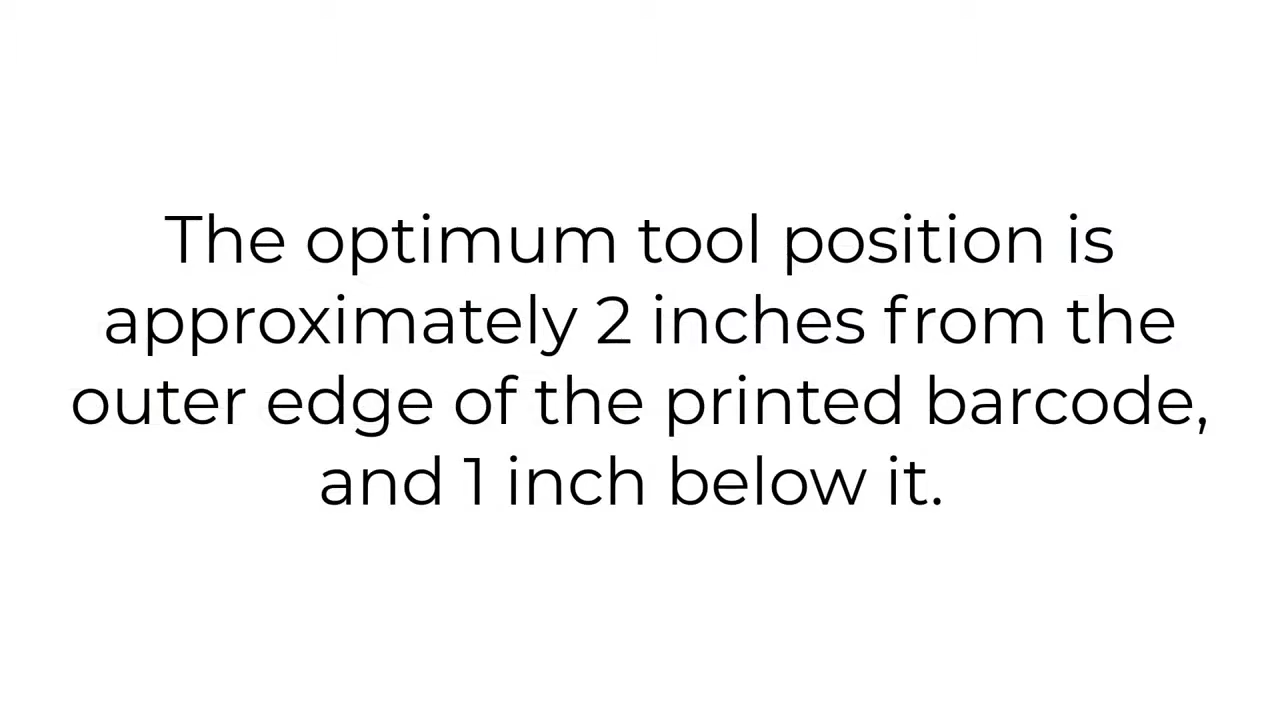 The optimum tool position is
approximately 2 inches from the
outer edge of the printed barcode,
and 1 inch below it.